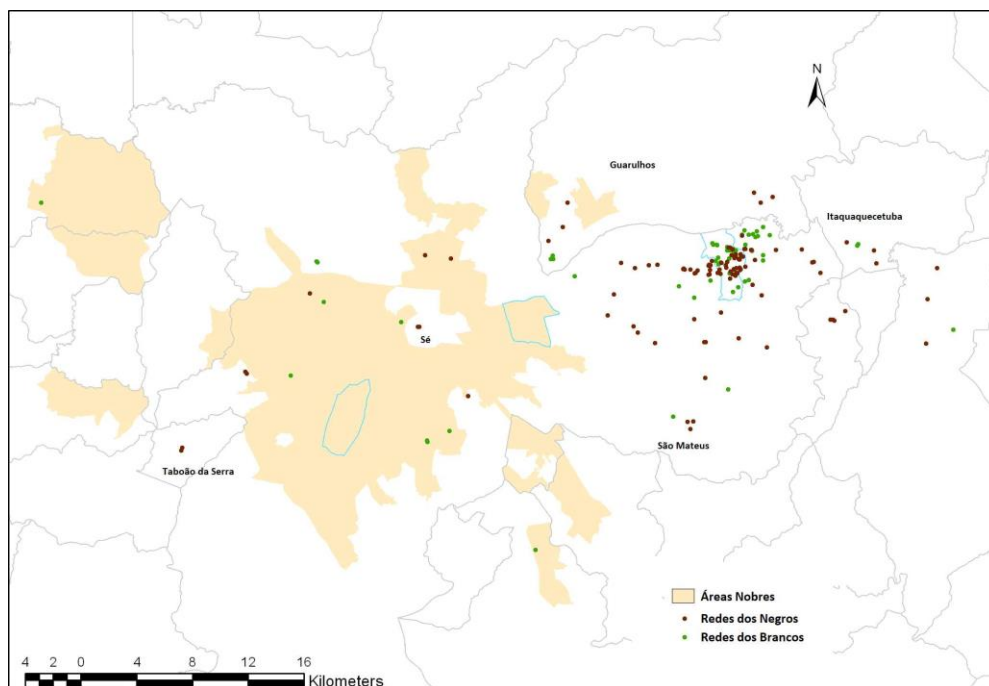 N
Guarulhos
Itaquaquecetuba
Sé
São Mateus
Taboão da Serra
Áreas Nobres
Redes dos Negros
Redes dos Brancos
4 2 0 4 8 12 16
Kilometers